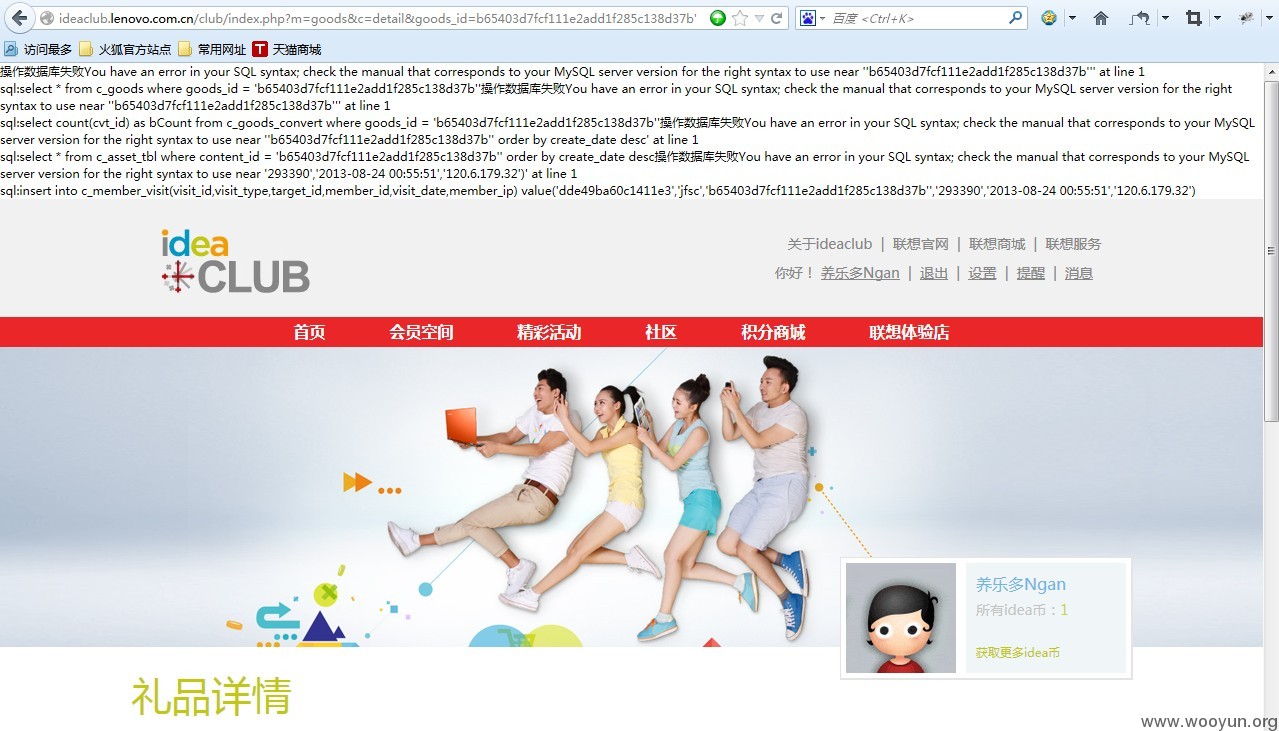 ideaclub.lenovo.com.cn/club/index.php?m=goods&c=detail&goods_id=b65403d7fcf111e2add1f285c138d37b'
百度 <Ctrl+K>
访问最多 火狐官方站点 常用网址 T 天猫商城
操作数据库失败You have an error in your SQL syntax; check the manual that corresponds to your MySQL server version for the right syntax to use near ''b65403d7fcf111e2add1f285c138d37b''' at line 1
sql:select * from c_goods where goods_id = 'b65403d7fcf111e2add1f285c138d37b''操作数据库失败You have an error in your SQL syntax; check the manual that corresponds to your MySQL server version for the right
syntax to use near ''b65403d7fcf111e2add1f285c138d37b''' at line 1
sql:select count(cvt_id) as bCount from c_goods_convert where goods_id = 'b65403d7fcf111e2add1f285c138d37b''操作数据库失败You have an error in your SQL syntax; check the manual that corresponds to your MySQL
server version for the right syntax to use near ''b65403d7fcf111e2add1f285c138d37b'' order by create_date desc' at line 1
sql:select * from c_asset_tbl where content_id = 'b65403d7fcf111e2add1f285c138d37b'' order by create_date desc操作数据库失败You have an error in your SQL syntax; check the manual that corresponds to your MySQL
server version for the right syntax to use near '293390','2013-08-24 00:55:51','120.6.179.32')' at line 1
sql:insert into c_member_visit(visit_id,visit_type,target_id,member_id,visit_date,member_ip) value('dde49ba60c1411e3','jfsc','b65403d7fcf111e2add1f285c138d37b'','293390','2013-08-24 00:55:51','120.6.179.32')
idea
CLUB
关于ideaclub | 联想官网 | 联想商城 | 联想服务
你好！ 养乐多Ngan | 退出 | 设置 | 提醒 | 消息
首页 会员空间 精彩活动 社区 积分商城 联想体验店
养乐多Ngan
所有idea币：1
获取更多idea币
礼品详情
www.wooyun.org